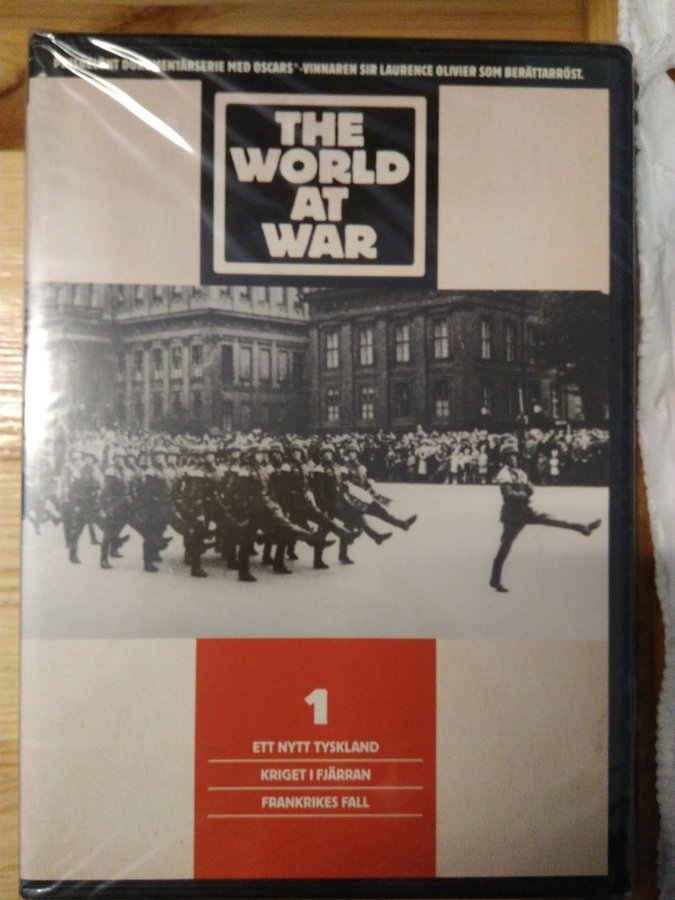 PRISBELÖNT DOKUMENTÄRSERIE MED OSCARS®-VINNAREN SIR LAURENCE OLIVIER SOM BERÄTTARRÖST.
THE
WORLD
AT
WAR
1
ETT NYTT TYSKLAND
KRIGET I FJÄRRAN
FRANKRIKES FALL